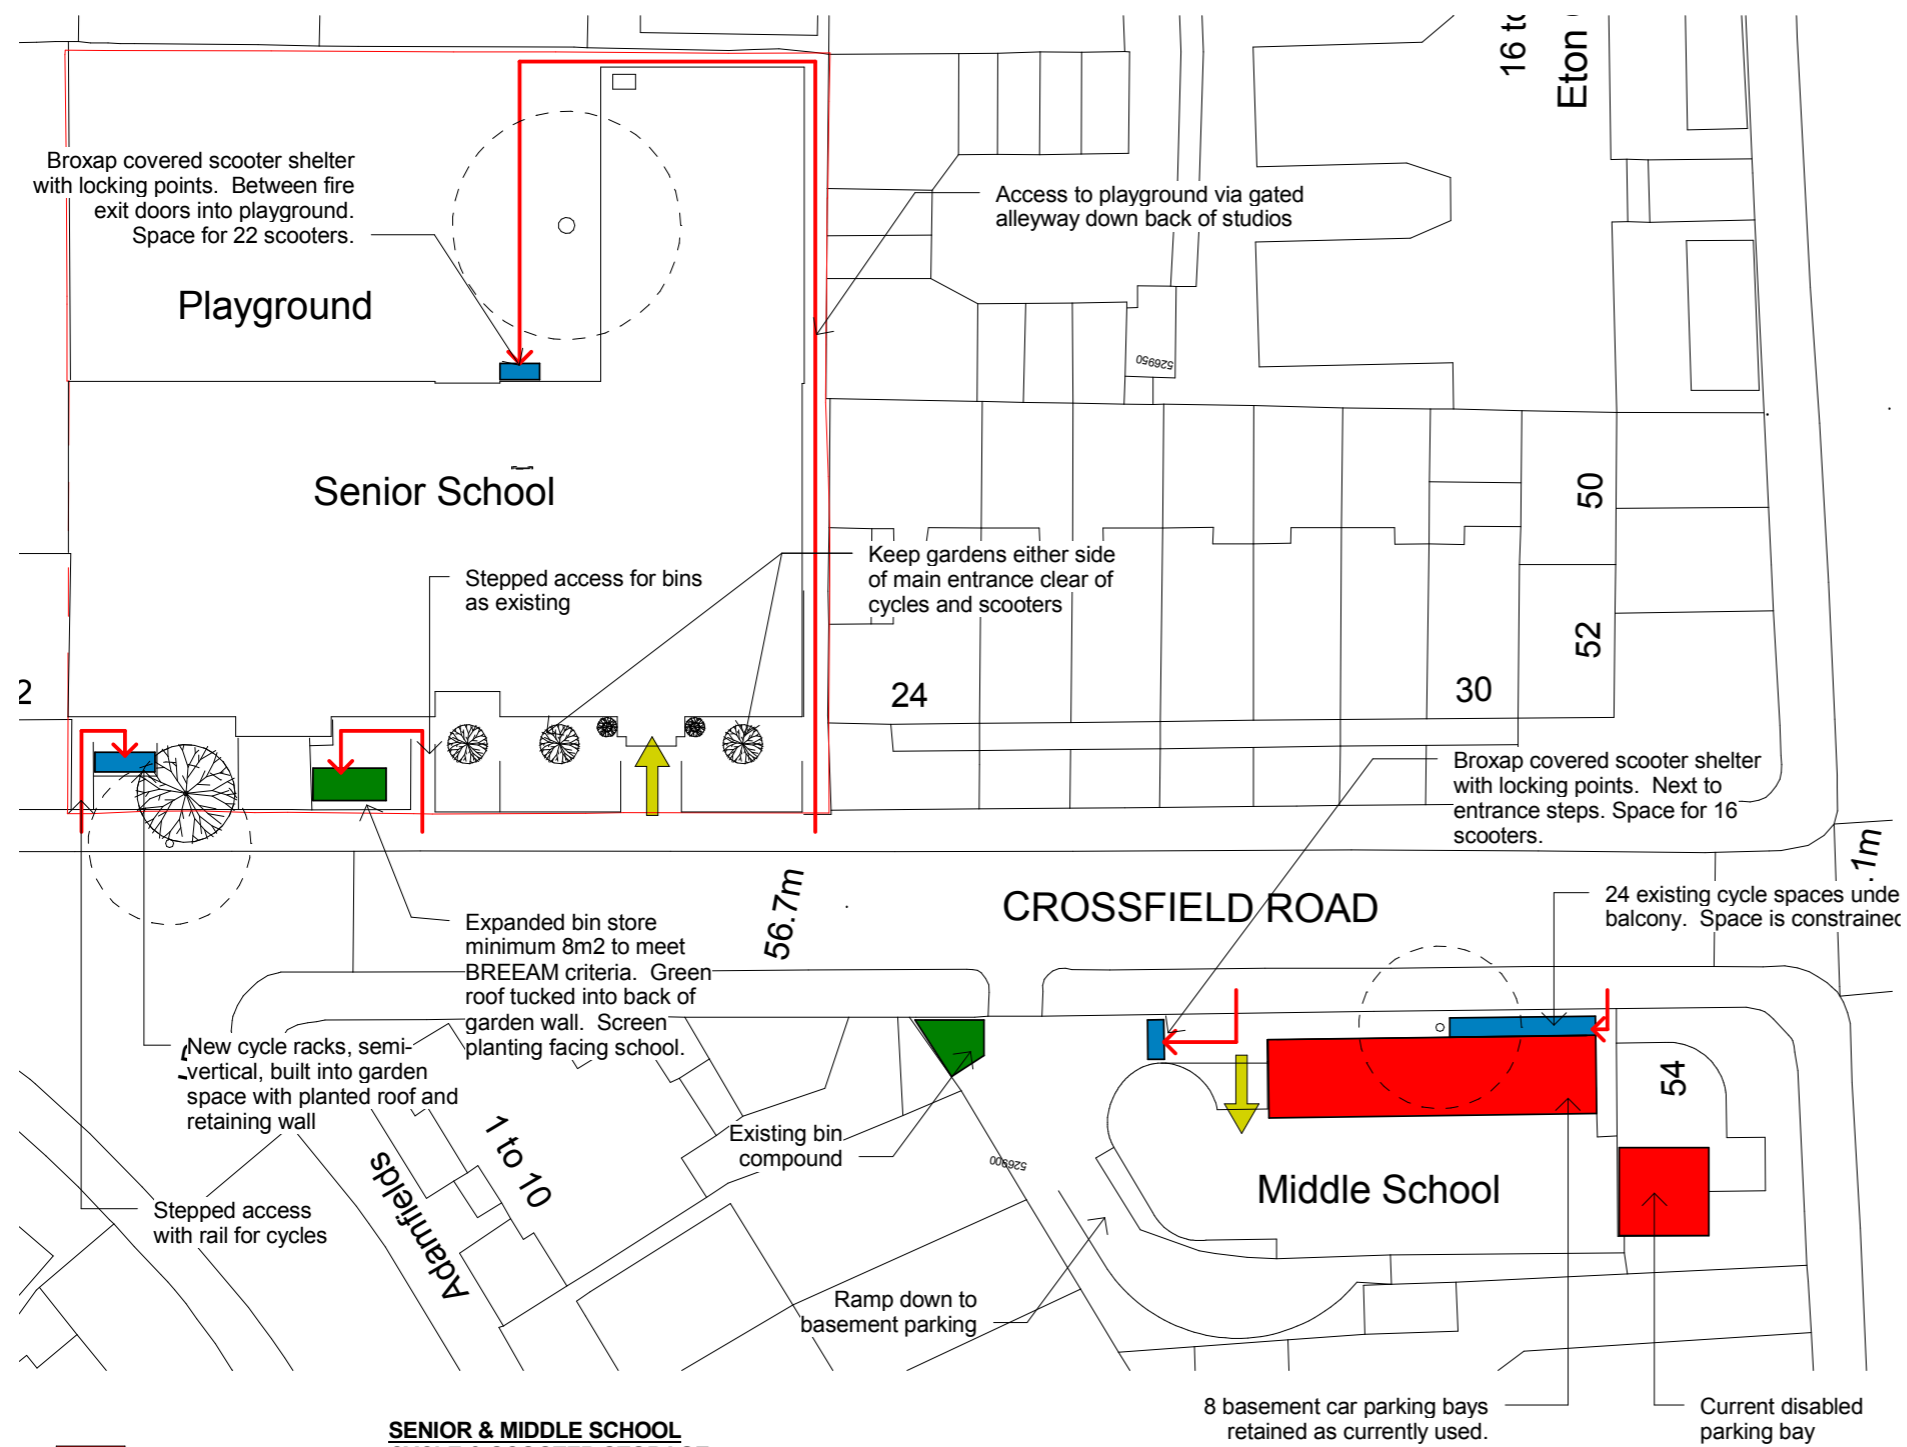 16 to
Eton
Broxap covered scooter shelter
with locking points. Between fire
exit doors into playground.
Space for 22 scooters.
Access to playground via gated
alleyway down back of studios
Playground
526950
Senior School
50
Keep gardens either side
of main entrance clear of
cycles and scooters
Stepped access for bins
as existing
52
2
24
30
Broxap covered scooter shelter
with locking points. Next to
entrance steps. Space for 16
scooters.
56.7m
CROSSFIELD ROAD
.1m
24 existing cycle spaces unde
balcony. Space is constrained
Expanded bin store
minimum 8m2 to meet
BREEAM criteria. Green
roof tucked into back of
garden wall. Screen
planting facing school.
New cycle racks, semi-
vertical, built into garden
space with planted roof and
retaining wall
54
Existing bin
compound
526900
1 to 10
Adamfields
Middle School
Stepped access
with rail for cycles
Ramp down to
basement parking
8 basement car parking bays
retained as currently used.
Current disabled
parking bay
SENIOR & MIDDLE SCHOOL